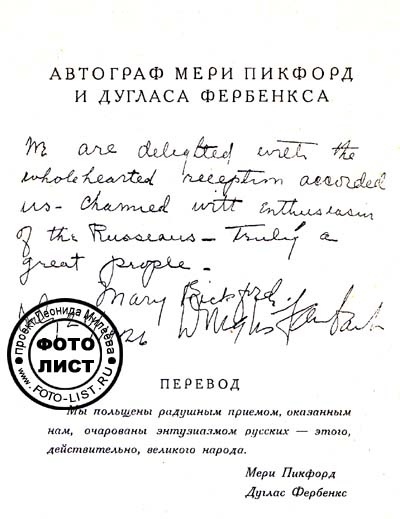 АВТОГРАФ МЕРИ ПИКФОРД
И ДУГЛАСА ФЕРБЕНКСА
We are delighted with the
wholehearted reception accorded
us - Charmed with enthusiasm
of the Russians - Truly a
great people -
Mary Pickford.
Douglas Fairbanks
26
проект Леонида Милеева
ФОТО
ЛИСТ
www.FOTO-LIST.RU
ПЕРЕВОД
Мы польщены радушным приемом, оказанным
нам, очарованы энтузиазмом русских — этого,
действительно, великого народа.
Мери Пикфорд
Дуглас Фербенкс